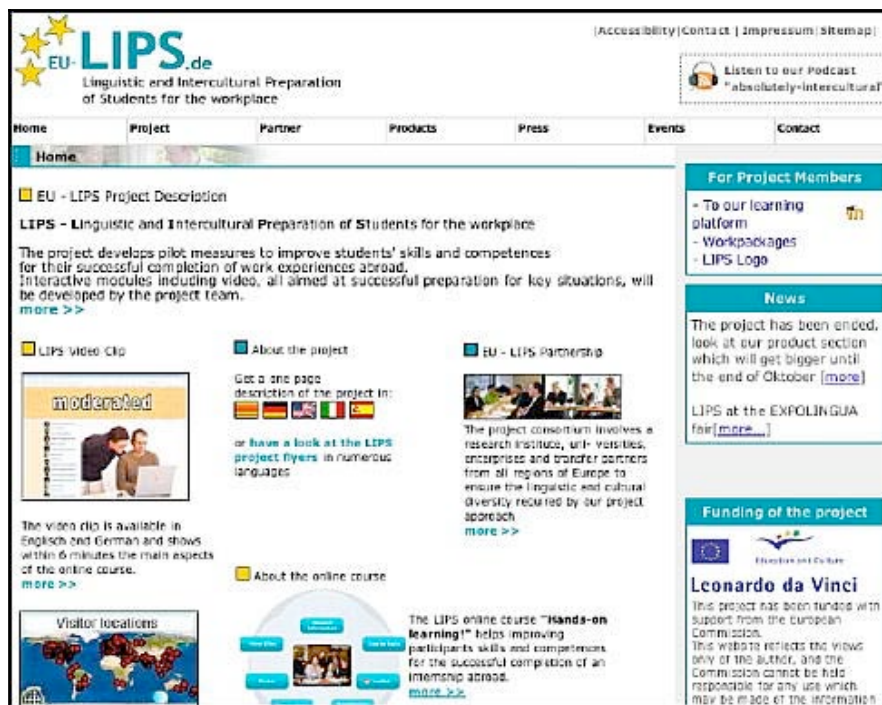 |Accessibility|Contact | Impressum|Sitemap|
EU-LIPS.de
Linguistic and Intercultural Preparation
of Students for the workplace
Listen to our Podcast
"absolutely-intercultural"
Home Project Partner Products Press Events Contact
Home
EU - LIPS Project Description
LIPS - Linguistic and Intercultural Preparation of Students for the workplace
The project develops pilot measures to improve students' skills and competences
for their successful completion of work experiences abroad.
Interactive modules including video, all aimed at successful preparation for key situations, will
be developed by the project team.
more >>
LIPS Video Clip
moderated
The video clip is available in
Englisch and German and shows
within 6 minutes the main aspects
of the online course.
more >>
Visitor locations
About the project
Get a one page
description of the project in:
or have a look at the LIPS
project flyers in numerous
languages
EU - LIPS Partnership
The project consortium involves a
research institute, uni- versities,
enterprises and transfer partners
from all regions of Europe to
ensure the linguistic and cultural
diversity required by our project
approach
more >>
About the online course
The LIPS online course "Hands-on
learning!" helps improving
participants skills and competences
for the successful completion of an
internship abroad.
more >>
For Project Members
- To our learning
platform
- Workpackages
- LIPS Logo
News
The project has been ended,
look at our product section
which will get bigger until
the end of Oktober [more]
LIPS at the EXPOLINGUA
fair[more...]
Funding of the project
Education and Culture
Leonardo da Vinci
This project has been funded with
support from the European
Commission.
This website reflects the views
only of the author, and the
Commission cannot be held
responsible for any use which
may be made of the information